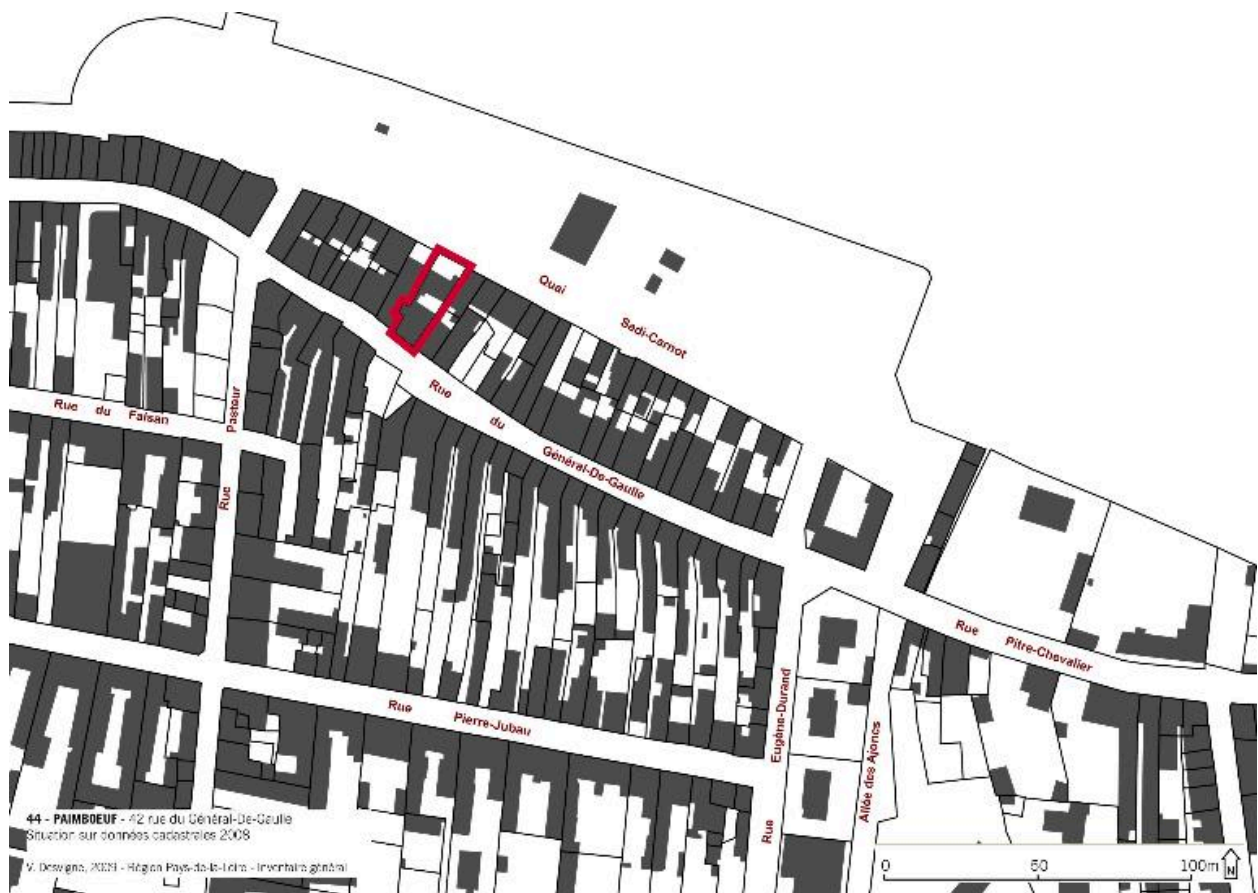 Quai
Sadi-Carnot
Rue du Faisan
Rue Pasteur
Rue du Général-De-Gaulle
Rue Pitre-Chevalier
Rue Pierre-Jubau
Rue Eugène-Durand
Allée des Ajoncs
44 - PAIMBOEUF - 42 rue du Général-De-Gaulle
Situation sur données cadastrales 2008
V. Desvigne, 2009 - Région Pays-de-la-Loire - Inventaire général
0 50 100m
N